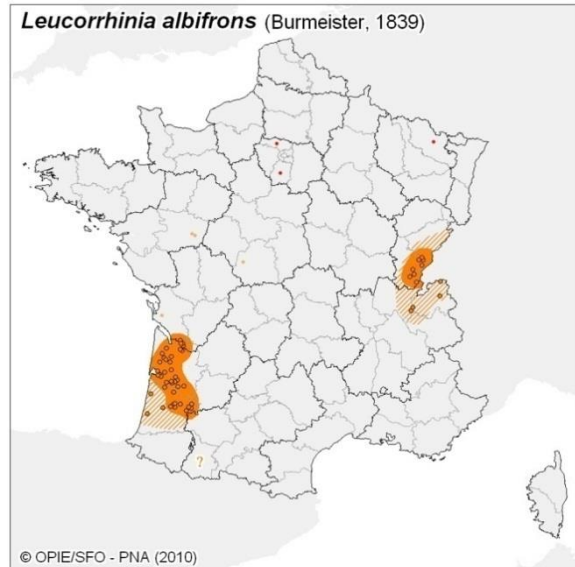 Leucorrhinia albifrons (Burmeister, 1839)
?
© OPIE/SFO - PNA (2010)